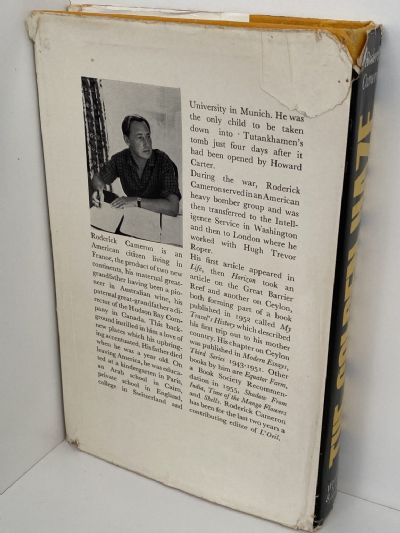 Roderick Cameron is an
American citizen living in
France, the product of two new
continents, his maternal great-
grandfather having been a pio-
neer in Australian wine, his
paternal great-grandfather a di-
rector of the Hudson Bay Com-
pany in Canada. This back-
ground instilled in him a love of
new places which his upbring-
ing accentuated. His father died
when he was a year old. On
leaving America, he was educa-
ted at a kindergarten in Paris,
an Arab school in Cairo,
private school in England,
college in Switzerland and
University in Munich. He was
the only child to be taken
down into Tutankhamen's
tomb just four days after it
had been opened by Howard
Carter.
During the war, Roderick
Cameron served in an American
heavy bomber group and was
then transferred to the Intell-
igence Service in Washington
and then to London where he
worked with Hugh Trevor
Roper.
His first article appeared in
Life, then Horizon took an
article on the Great Barrier
Reef and another on Ceylon,
both forming part of a book
published in 1952 called My
Travel's History which described
his first trip out to his mother
country. His chapter on Ceylon
was published in Modern Essays,
Third Series 1943-1951. Other
books by him are Equator Farm,
a Book Society Recommen-
dation in 1955, Shadows From
India, Time of the Mango Flowers
and Shells. Roderick Cameron
has been for the last two years a
contributing editor of L'Oeil.
Roderick
Cameron
THE GOLDEN HAZE